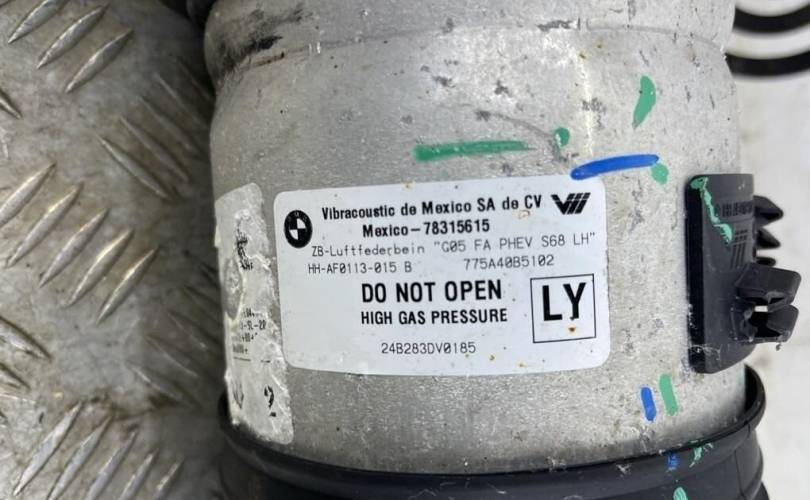 Vibracoustic de Mexico SA de CV
Mexico-78315615
ZB-Luftfederbein "G05 FA PHEV S68 LH"
HH-AF0113-015 B 775A40B5102
DO NOT OPEN
HIGH GAS PRESSURE
LY
24B283DV0185
2